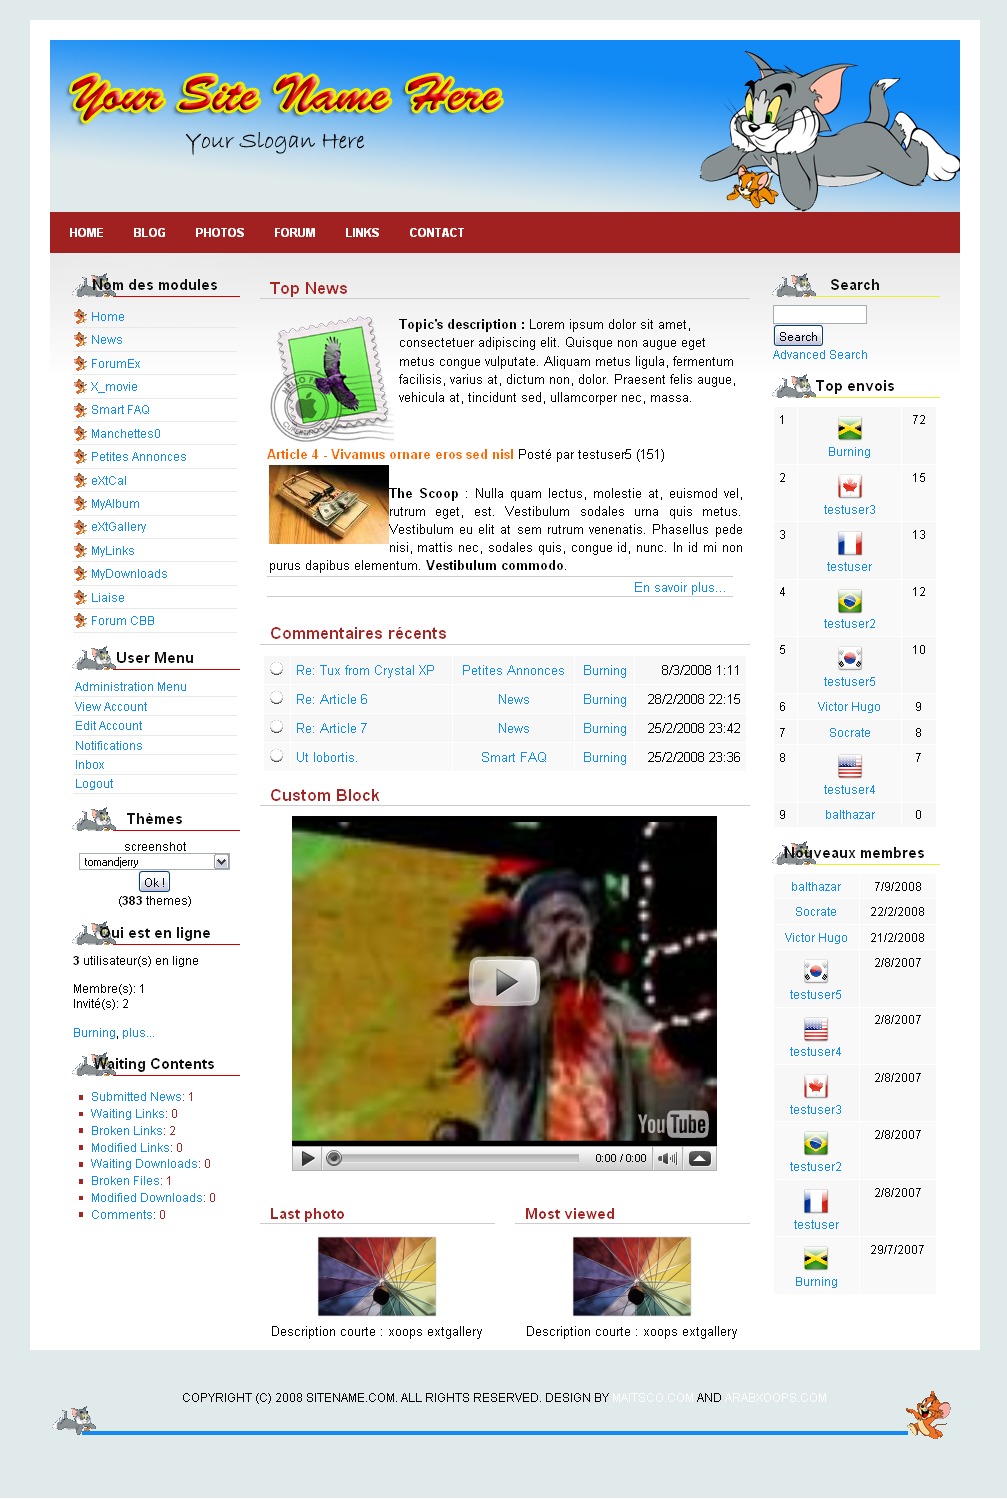 Your Site Name Here
Your Slogan Here
HOME BLOG PHOTOS FORUM LINKS CONTACT
Nom des modules
Home
News
ForumEx
X_movie
Smart FAQ
Manchettes0
Petites Annonces
eXtCal
MyAlbum
eXtGallery
MyLinks
MyDownloads
Liaise
Forum CBB
User Menu
Administration Menu
View Account
Edit Account
Notifications
Inbox
Logout
Thèmes
screenshot
tomandjerry
Ok !
(383 themes)
Qui est en ligne
3 utilisateur(s) en ligne
Membre(s): 1
Invité(s): 2
Burning, plus...
Waiting Contents
Submitted News: 1
Waiting Links: 0
Broken Links: 2
Modified Links: 0
Waiting Downloads: 0
Broken Files: 1
Modified Downloads: 0
Comments: 0
Top News
Topic's description : Lorem ipsum dolor sit amet,
consectetuer adipiscing elit. Quisque non augue eget
metus congue vulputate. Aliquam metus ligula, fermentum
facilisis, varius at, dictum non, dolor. Praesent felis augue,
vehicula at, tincidunt sed, ullamcorper nec, massa.
Article 4 - Vivamus ornare eros sed nisl Posté par testuser5 (151)
The Scoop : Nulla quam lectus, molestie at, euismod vel,
rutrum eget, est. Vestibulum sodales urna quis metus.
Vestibulum eu elit at sem rutrum venenatis. Phasellus pede
nisi, mattis nec, sodales quis, congue id, nunc. In id mi non
purus dapibus elementum. Vestibulum commodo.
En savoir plus...
Commentaires récents
Re: Tux from Crystal XP Petites Annonces Burning 8/3/2008 1:11
Re: Article 6 News Burning 28/2/2008 22:15
Re: Article 7 News Burning 25/2/2008 23:42
Ut lobortis. Smart FAQ Burning 25/2/2008 23:36
Custom Block
YouTube
0:00 / 0:00
Last photo
Description courte : xoops extgallery
Most viewed
Description courte : xoops extgallery
Search
Search
Advanced Search
Top envois
1 Burning 72
2 testuser3 15
3 testuser 13
4 testuser2 12
5 testuser5 10
6 Victor Hugo 9
7 Socrate 8
8 testuser4 7
9 balthazar 0
Nouveaux membres
balthazar 7/9/2008
Socrate 22/2/2008
Victor Hugo 21/2/2008
testuser5 2/8/2007
testuser4 2/8/2007
testuser3 2/8/2007
testuser2 2/8/2007
testuser 2/8/2007
Burning 29/7/2007
COPYRIGHT (C) 2008 SITENAME.COM. ALL RIGHTS RESERVED. DESIGN BY MAITSCO.COM AND ARABXOOPS.COM